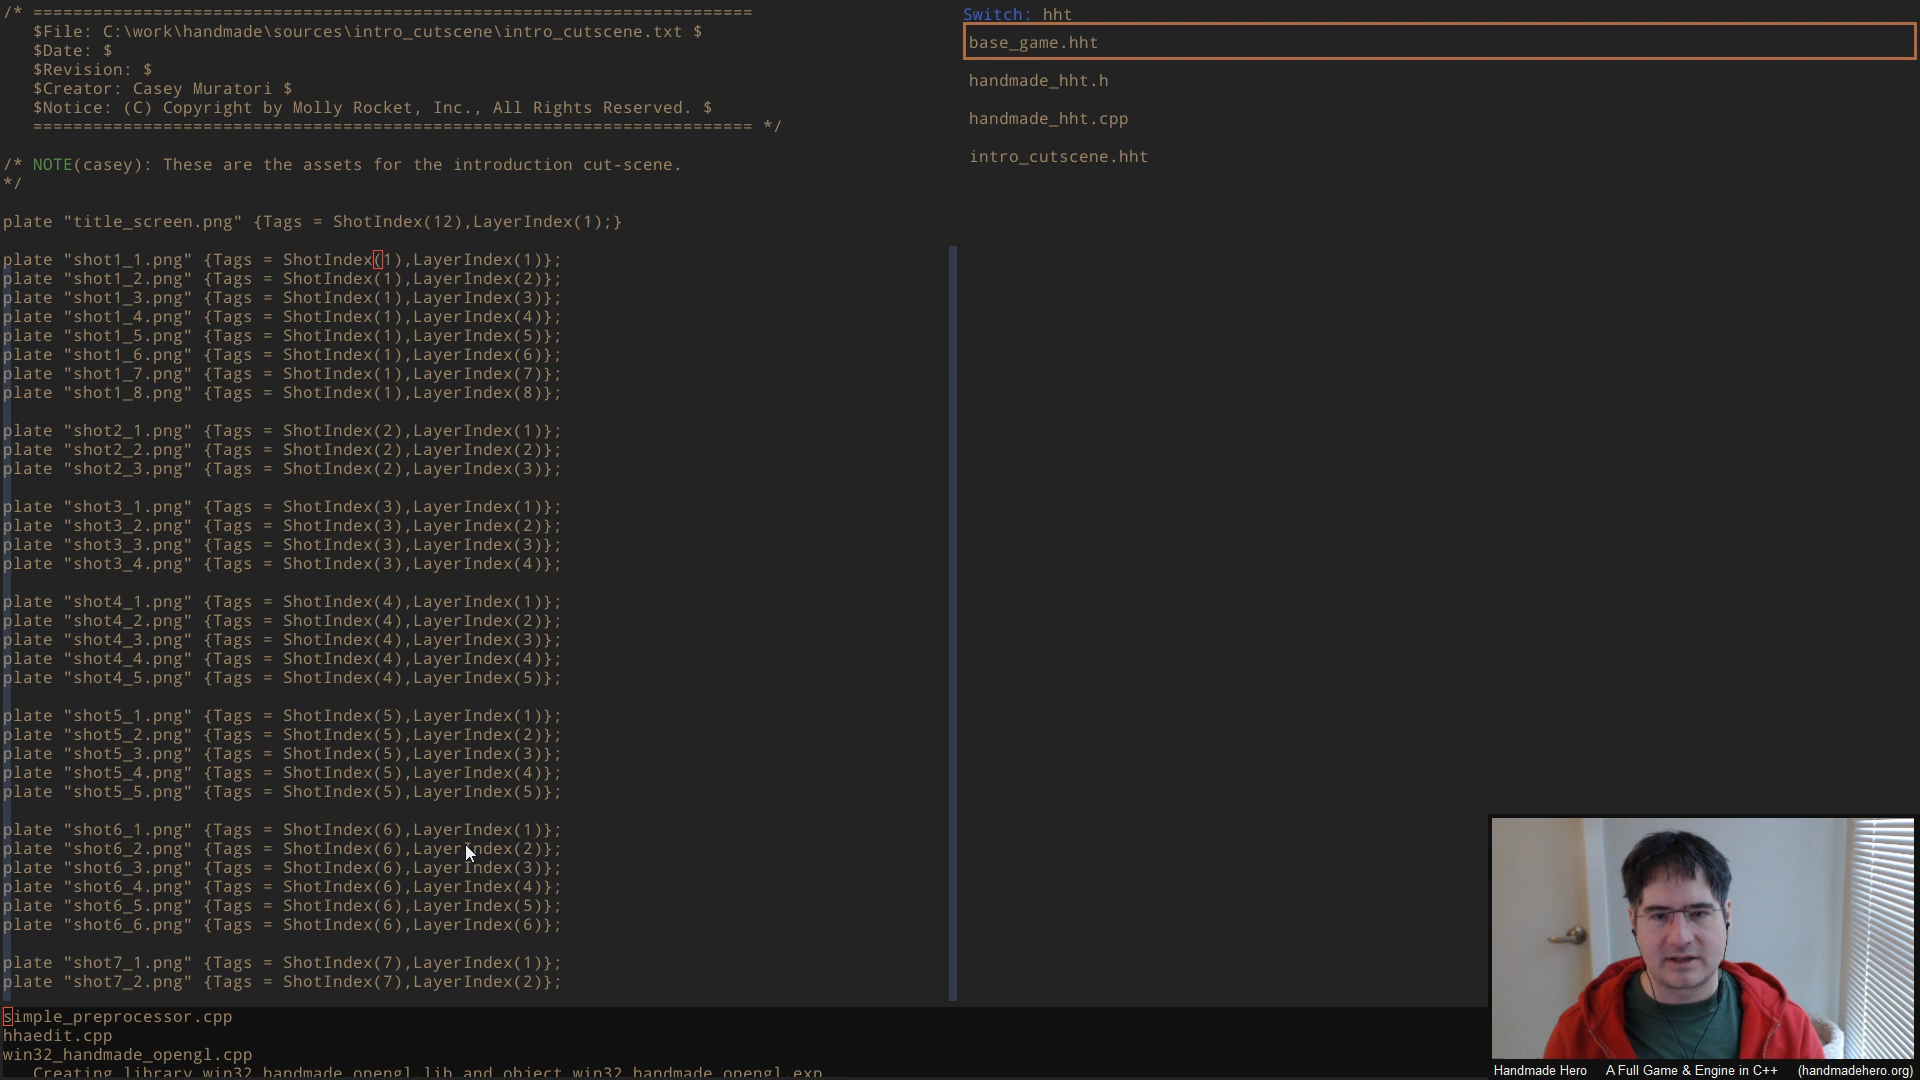 /* ========================================================================
$File: C:\work\handmade\sources\intro_cutscene\intro_cutscene.txt $
$Date: $
$Revision: $
$Creator: Casey Muratori $
$Notice: (C) Copyright by Molly Rocket, Inc., All Rights Reserved. $
======================================================================== */
/* NOTE(casey): These are the assets for the introduction cut-scene.
*/
plate "title_screen.png" {Tags = ShotIndex(12),LayerIndex(1);}
plate "shot1_1.png" {Tags = ShotIndex(1),LayerIndex(1)};
plate "shot1_2.png" {Tags = ShotIndex(1),LayerIndex(2)};
plate "shot1_3.png" {Tags = ShotIndex(1),LayerIndex(3)};
plate "shot1_4.png" {Tags = ShotIndex(1),LayerIndex(4)};
plate "shot1_5.png" {Tags = ShotIndex(1),LayerIndex(5)};
plate "shot1_6.png" {Tags = ShotIndex(1),LayerIndex(6)};
plate "shot1_7.png" {Tags = ShotIndex(1),LayerIndex(7)};
plate "shot1_8.png" {Tags = ShotIndex(1),LayerIndex(8)};
plate "shot2_1.png" {Tags = ShotIndex(2),LayerIndex(1)};
plate "shot2_2.png" {Tags = ShotIndex(2),LayerIndex(2)};
plate "shot2_3.png" {Tags = ShotIndex(2),LayerIndex(3)};
plate "shot3_1.png" {Tags = ShotIndex(3),LayerIndex(1)};
plate "shot3_2.png" {Tags = ShotIndex(3),LayerIndex(2)};
plate "shot3_3.png" {Tags = ShotIndex(3),LayerIndex(3)};
plate "shot3_4.png" {Tags = ShotIndex(3),LayerIndex(4)};
plate "shot4_1.png" {Tags = ShotIndex(4),LayerIndex(1)};
plate "shot4_2.png" {Tags = ShotIndex(4),LayerIndex(2)};
plate "shot4_3.png" {Tags = ShotIndex(4),LayerIndex(3)};
plate "shot4_4.png" {Tags = ShotIndex(4),LayerIndex(4)};
plate "shot4_5.png" {Tags = ShotIndex(4),LayerIndex(5)};
plate "shot5_1.png" {Tags = ShotIndex(5),LayerIndex(1)};
plate "shot5_2.png" {Tags = ShotIndex(5),LayerIndex(2)};
plate "shot5_3.png" {Tags = ShotIndex(5),LayerIndex(3)};
plate "shot5_4.png" {Tags = ShotIndex(5),LayerIndex(4)};
plate "shot5_5.png" {Tags = ShotIndex(5),LayerIndex(5)};
plate "shot6_1.png" {Tags = ShotIndex(6),LayerIndex(1)};
plate "shot6_2.png" {Tags = ShotIndex(6),LayerIndex(2)};
plate "shot6_3.png" {Tags = ShotIndex(6),LayerIndex(3)};
plate "shot6_4.png" {Tags = ShotIndex(6),LayerIndex(4)};
plate "shot6_5.png" {Tags = ShotIndex(6),LayerIndex(5)};
plate "shot6_6.png" {Tags = ShotIndex(6),LayerIndex(6)};
plate "shot7_1.png" {Tags = ShotIndex(7),LayerIndex(1)};
plate "shot7_2.png" {Tags = ShotIndex(7),LayerIndex(2)};
Switch: hht
base_game.hht
handmade_hht.h
handmade_hht.cpp
intro_cutscene.hht
simple_preprocessor.cpp
hhaedit.cpp
win32_handmade_opengl.cpp
Creating library win32_handmade_opengl.lib and object win32_handmade_opengl.exp
Handmade Hero A Full Game & Engine in C++ (handmadehero.org)